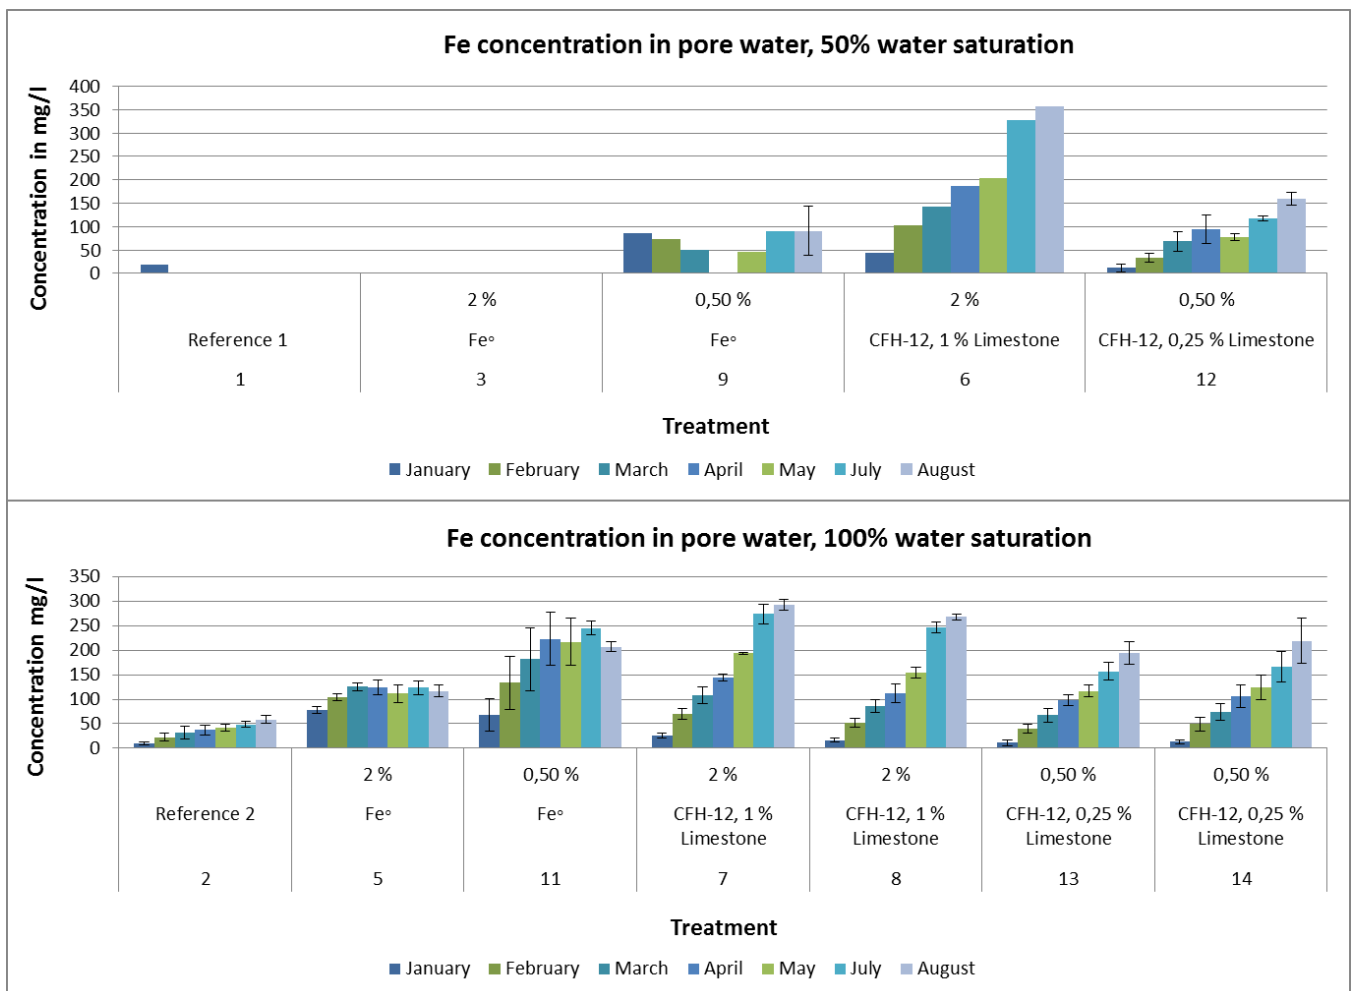 Fe concentration in pore water, 50% water saturation
Concentration in mg/l
400
350
300
250
200
150
100
50
0
2 % 0,50 % 2 % 0,50 %
Reference 1 Fe° Fe° CFH-12, 1 % Limestone CFH-12, 0,25 % Limestone
1 3 9 6 12
Treatment
January February March April May July August
Fe concentration in pore water, 100% water saturation
Concentration mg/l
350
300
250
200
150
100
50
0
2 % 0,50 % 2 % 2 % 0,50 % 0,50 %
Reference 2 Fe° Fe° CFH-12, 1 % CFH-12, 1 % CFH-12, 0,25 % CFH-12, 0,25 %
Limestone Limestone Limestone Limestone
2 5 11 7 8 13 14
Treatment
January February March April May July August